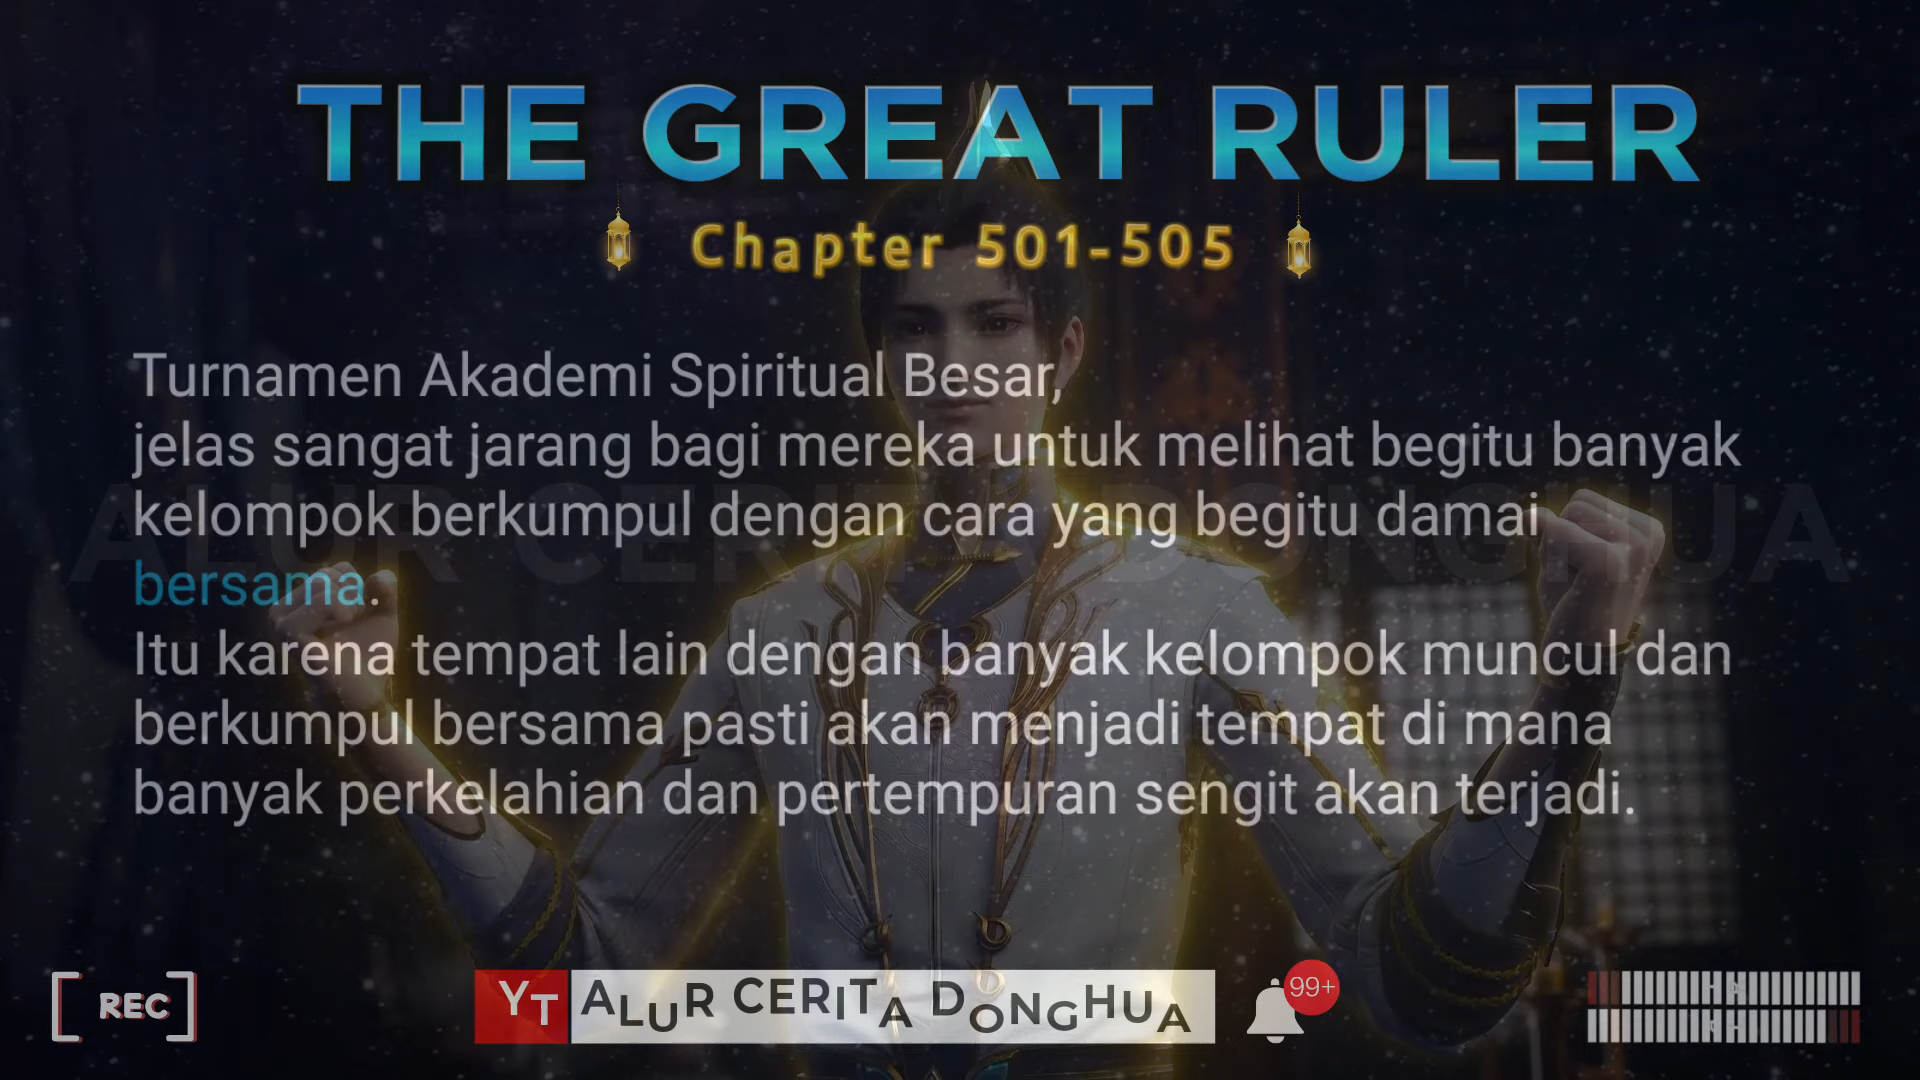 THE GREAT RULER
Chapter 501-505
Turnamen Akademi Spiritual Besar,
jelas sangat jarang bagi mereka untuk melihat begitu banyak
kelompok berkumpul dengan cara yang begitu damai
bersama.
Itu karena tempat lain dengan banyak kelompok muncul dan
berkumpul bersama pasti akan menjadi tempat di mana
banyak perkelahian dan pertempuran sengit akan terjadi.
ALUR CERITA DONGHUA
REC
YT ALUR CERITA DONGHUA
99+